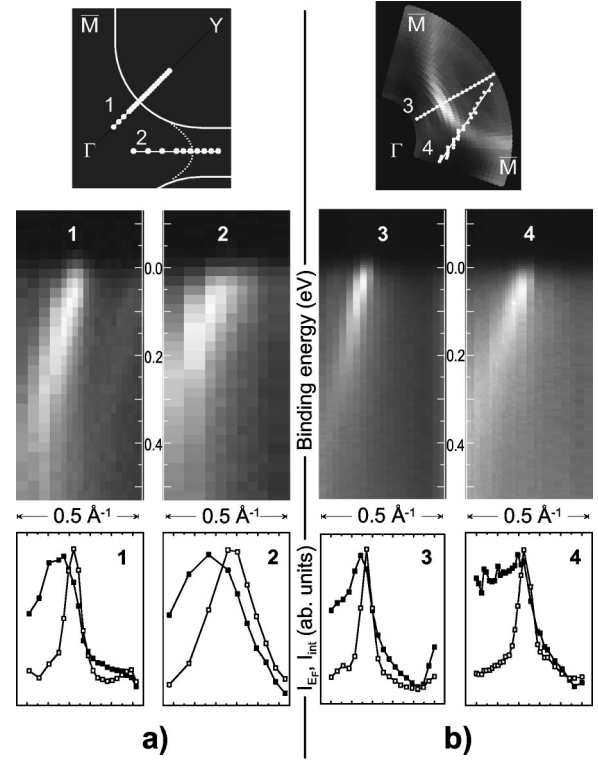 M̅ Y
1
2
Γ
M̅
3
4
Γ
M̅
1 2
0.0
0.2
0.4
Binding energy (eV)
3 4
0.0
0.2
0.4
0.5 Å⁻¹ 0.5 Å⁻¹
0.5 Å⁻¹ 0.5 Å⁻¹
1 2
I_EF, I_int (ab. units)
3 4
a) b)